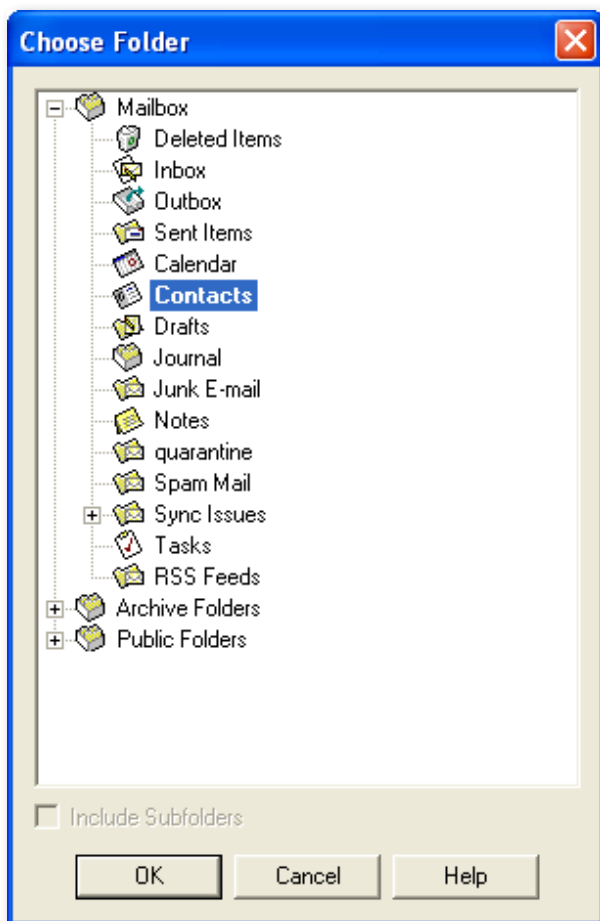 Choose Folder
Mailbox
Deleted Items
Inbox
Outbox
Sent Items
Calendar
Contacts
Drafts
Journal
Junk E-mail
Notes
quarantine
Spam Mail
Sync Issues
Tasks
RSS Feeds
Archive Folders
Public Folders
Include Subfolders
OK Cancel Help